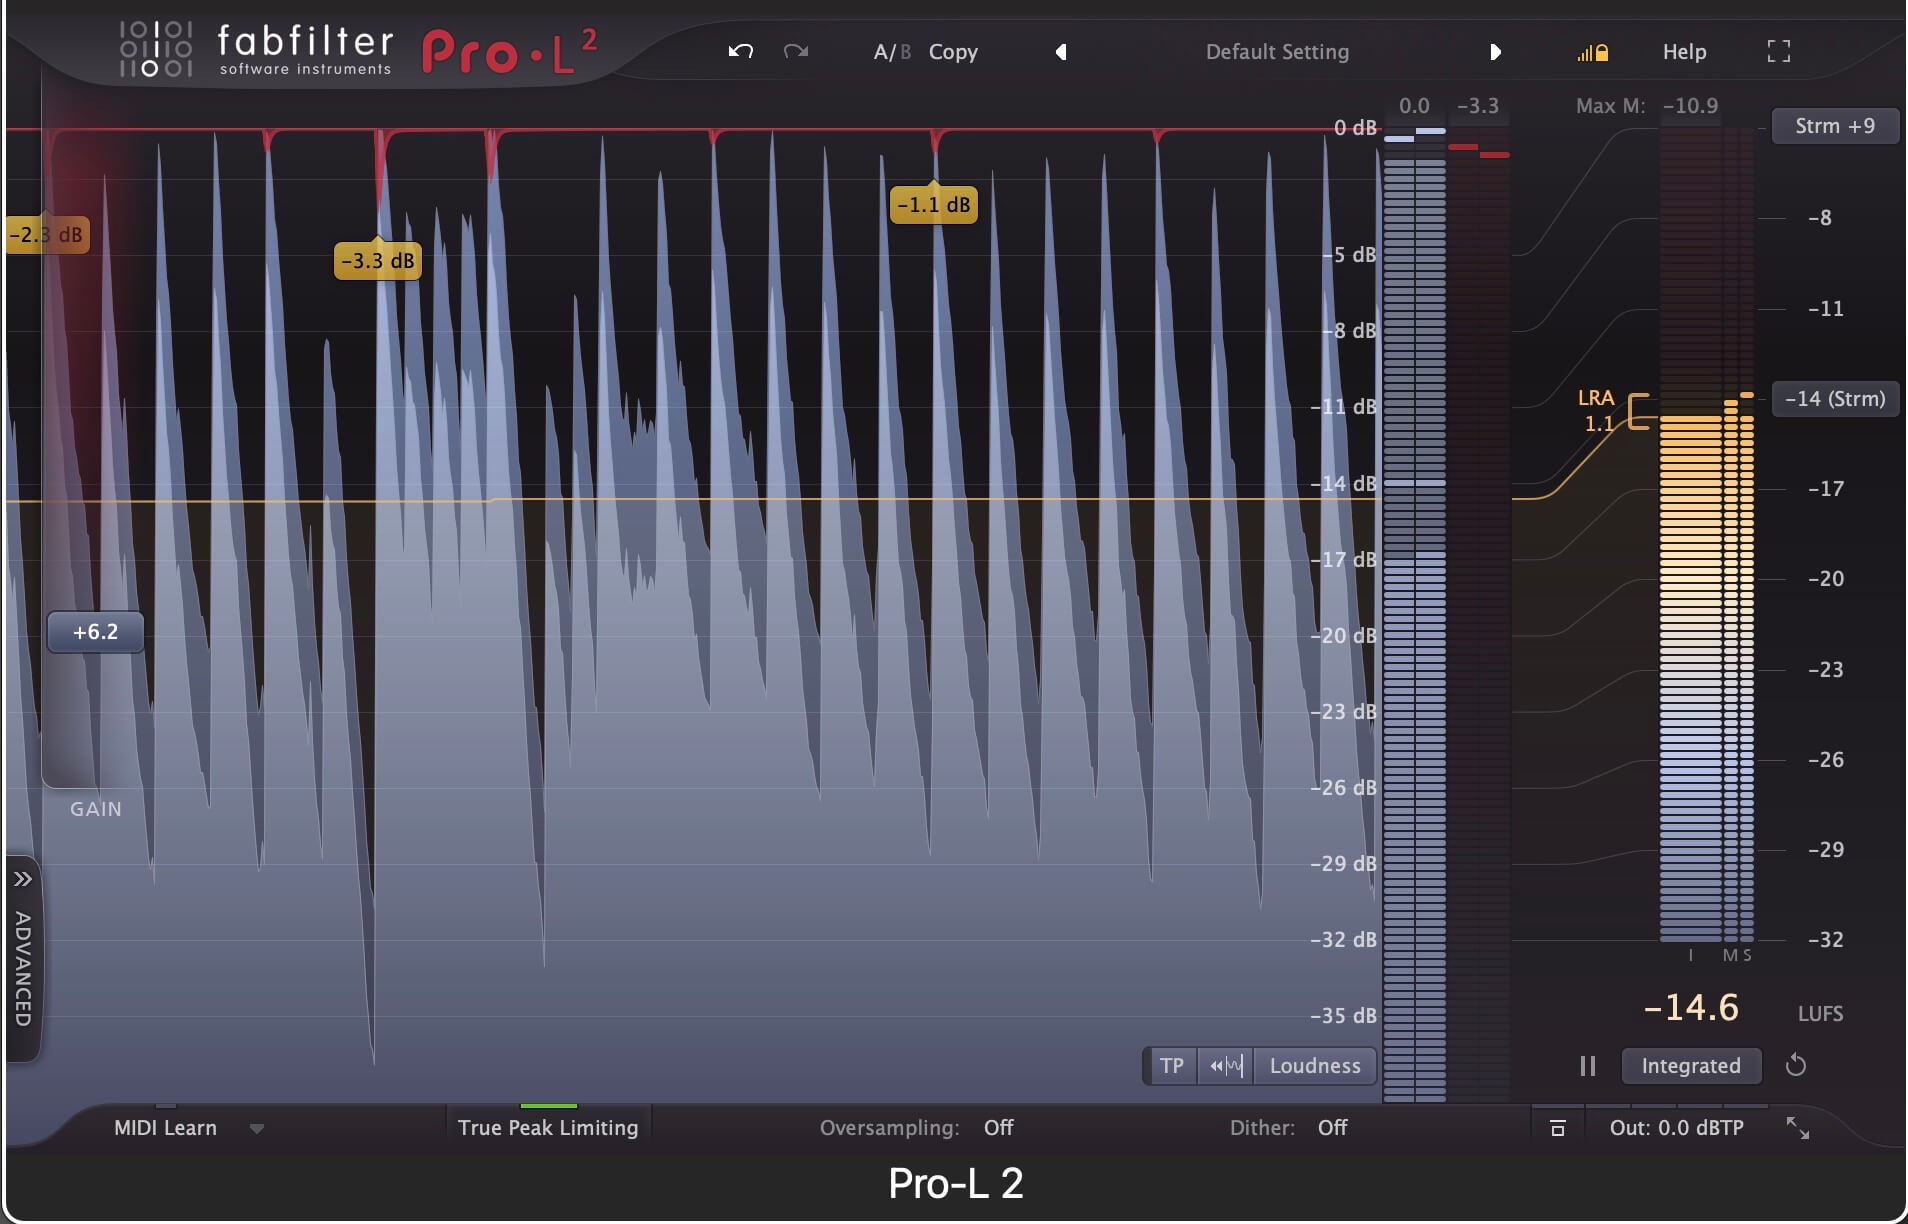 fabfilter
software instruments
Pro·L 2
A/B Copy
Default Setting
Help
0.0 -3.3
Max M: -10.9
Strm +9
0 dB
-5 dB
-8 dB
-11 dB
-14 dB
-17 dB
-20 dB
-23 dB
-26 dB
-29 dB
-32 dB
-35 dB
-2.3 dB
-3.3 dB
-1.1 dB
+6.2
GAIN
ADVANCED
LRA
1.1
-8
-11
-14 (Strm)
-17
-20
-23
-26
-29
-32
I M S
-14.6 LUFS
TP Loudness
Integrated
MIDI Learn
True Peak Limiting
Oversampling: Off
Dither: Off
Out: 0.0 dBTP
Pro-L 2